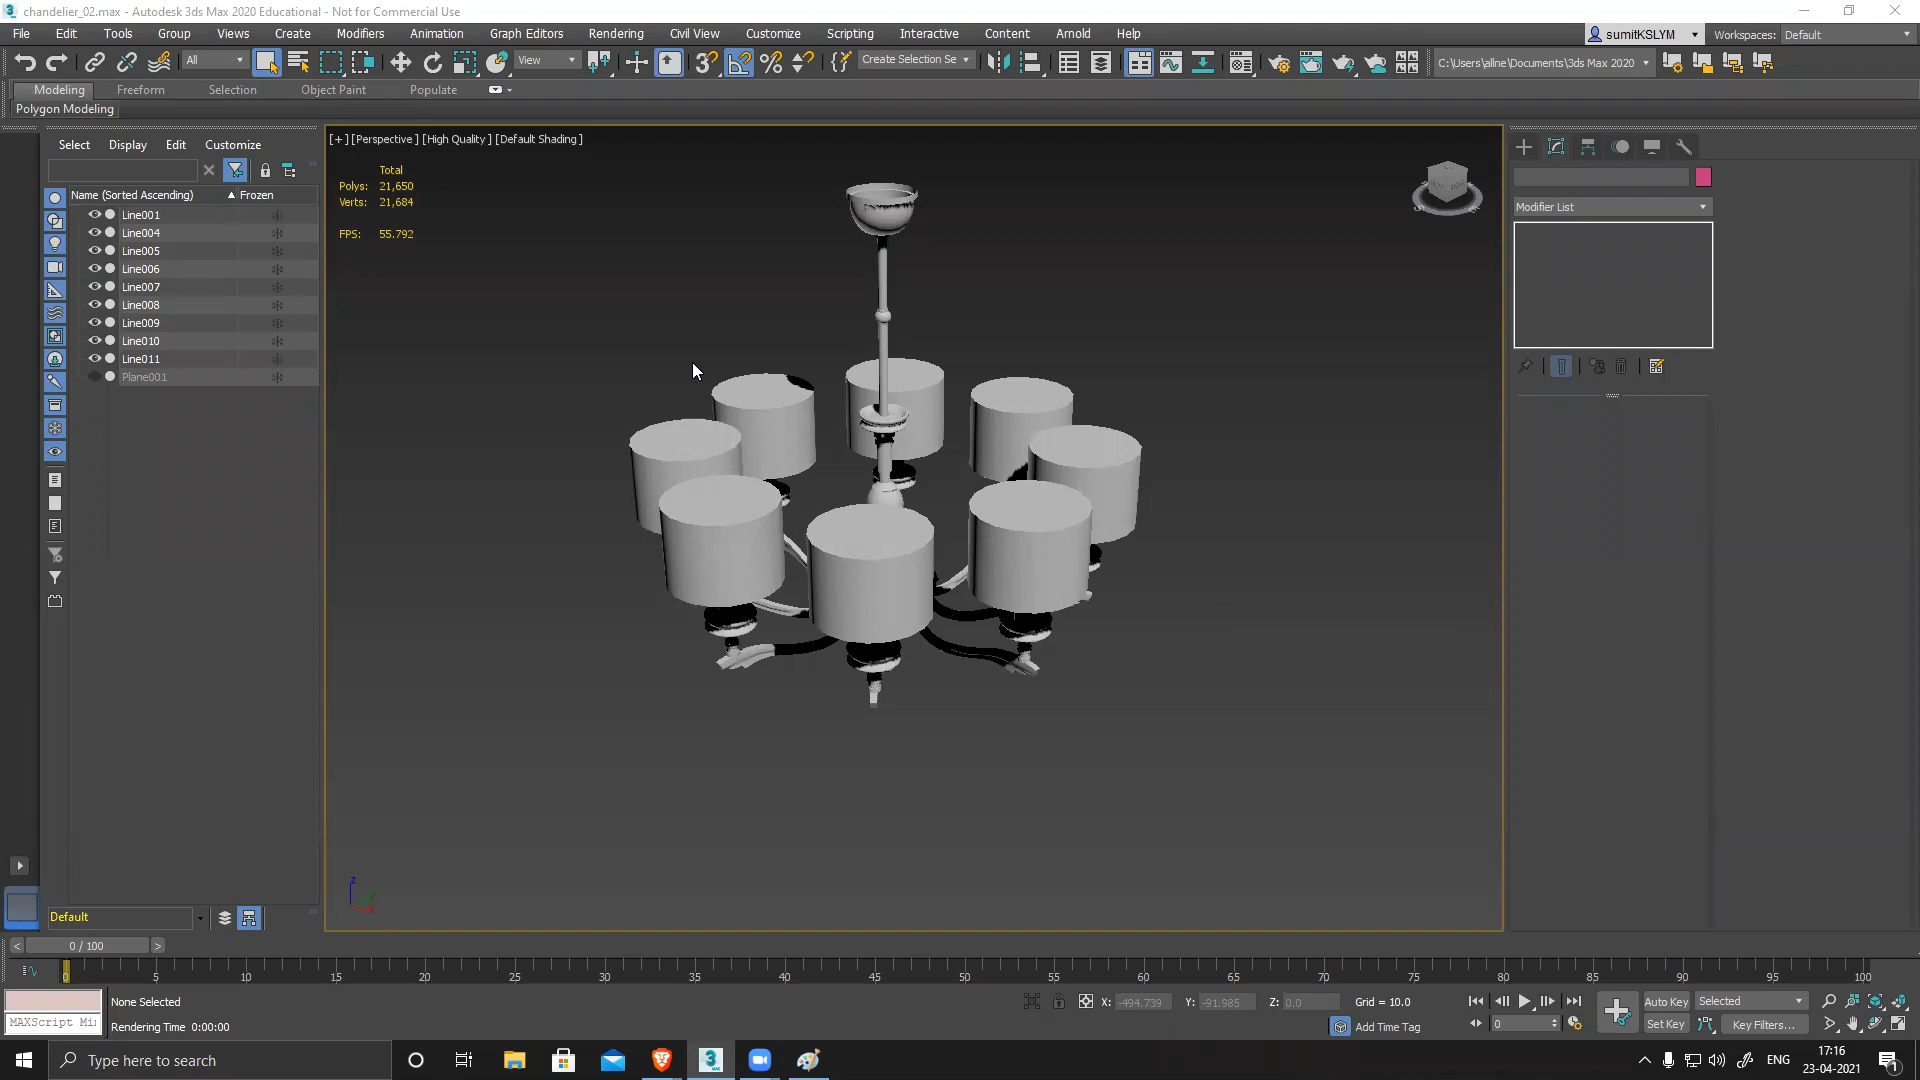 chandelier_02.max - Autodesk 3ds Max 2020 Educational - Not for Commercial Use
File Edit Tools Group Views Create Modifiers Animation Graph Editors Rendering Civil View Customize Scripting Interactive Content Arnold Help sumitKSLYM Workspaces: Default
All View Create Selection Se C:\Users\allne\Documents\3ds Max 2020
Modeling Freeform Selection Object Paint Populate
Polygon Modeling
Select Display Edit Customize
[+] [Perspective] [High Quality] [Default Shading]
Total
Polys: 21,650
Verts: 21,684
FPS: 55.792
Name (Sorted Ascending) Frozen
Line001
Line004
Line005
Line006
Line007
Line008
Line009
Line010
Line011
Plane001
Modifier List
z
Default
0 / 100
0 5 10 15 20 25 30 35 40 45 50 55 60 65 70 75 80 85 90 95 100
None Selected
X: -494.739 Y: -91.985 Z: 0.0 Grid = 10.0
Auto Key Selected
MAXScript Mi
Rendering Time 0:00:00
Add Time Tag
0
Set Key Key Filters...
Type here to search
ENG
17:16
23-04-2021
1